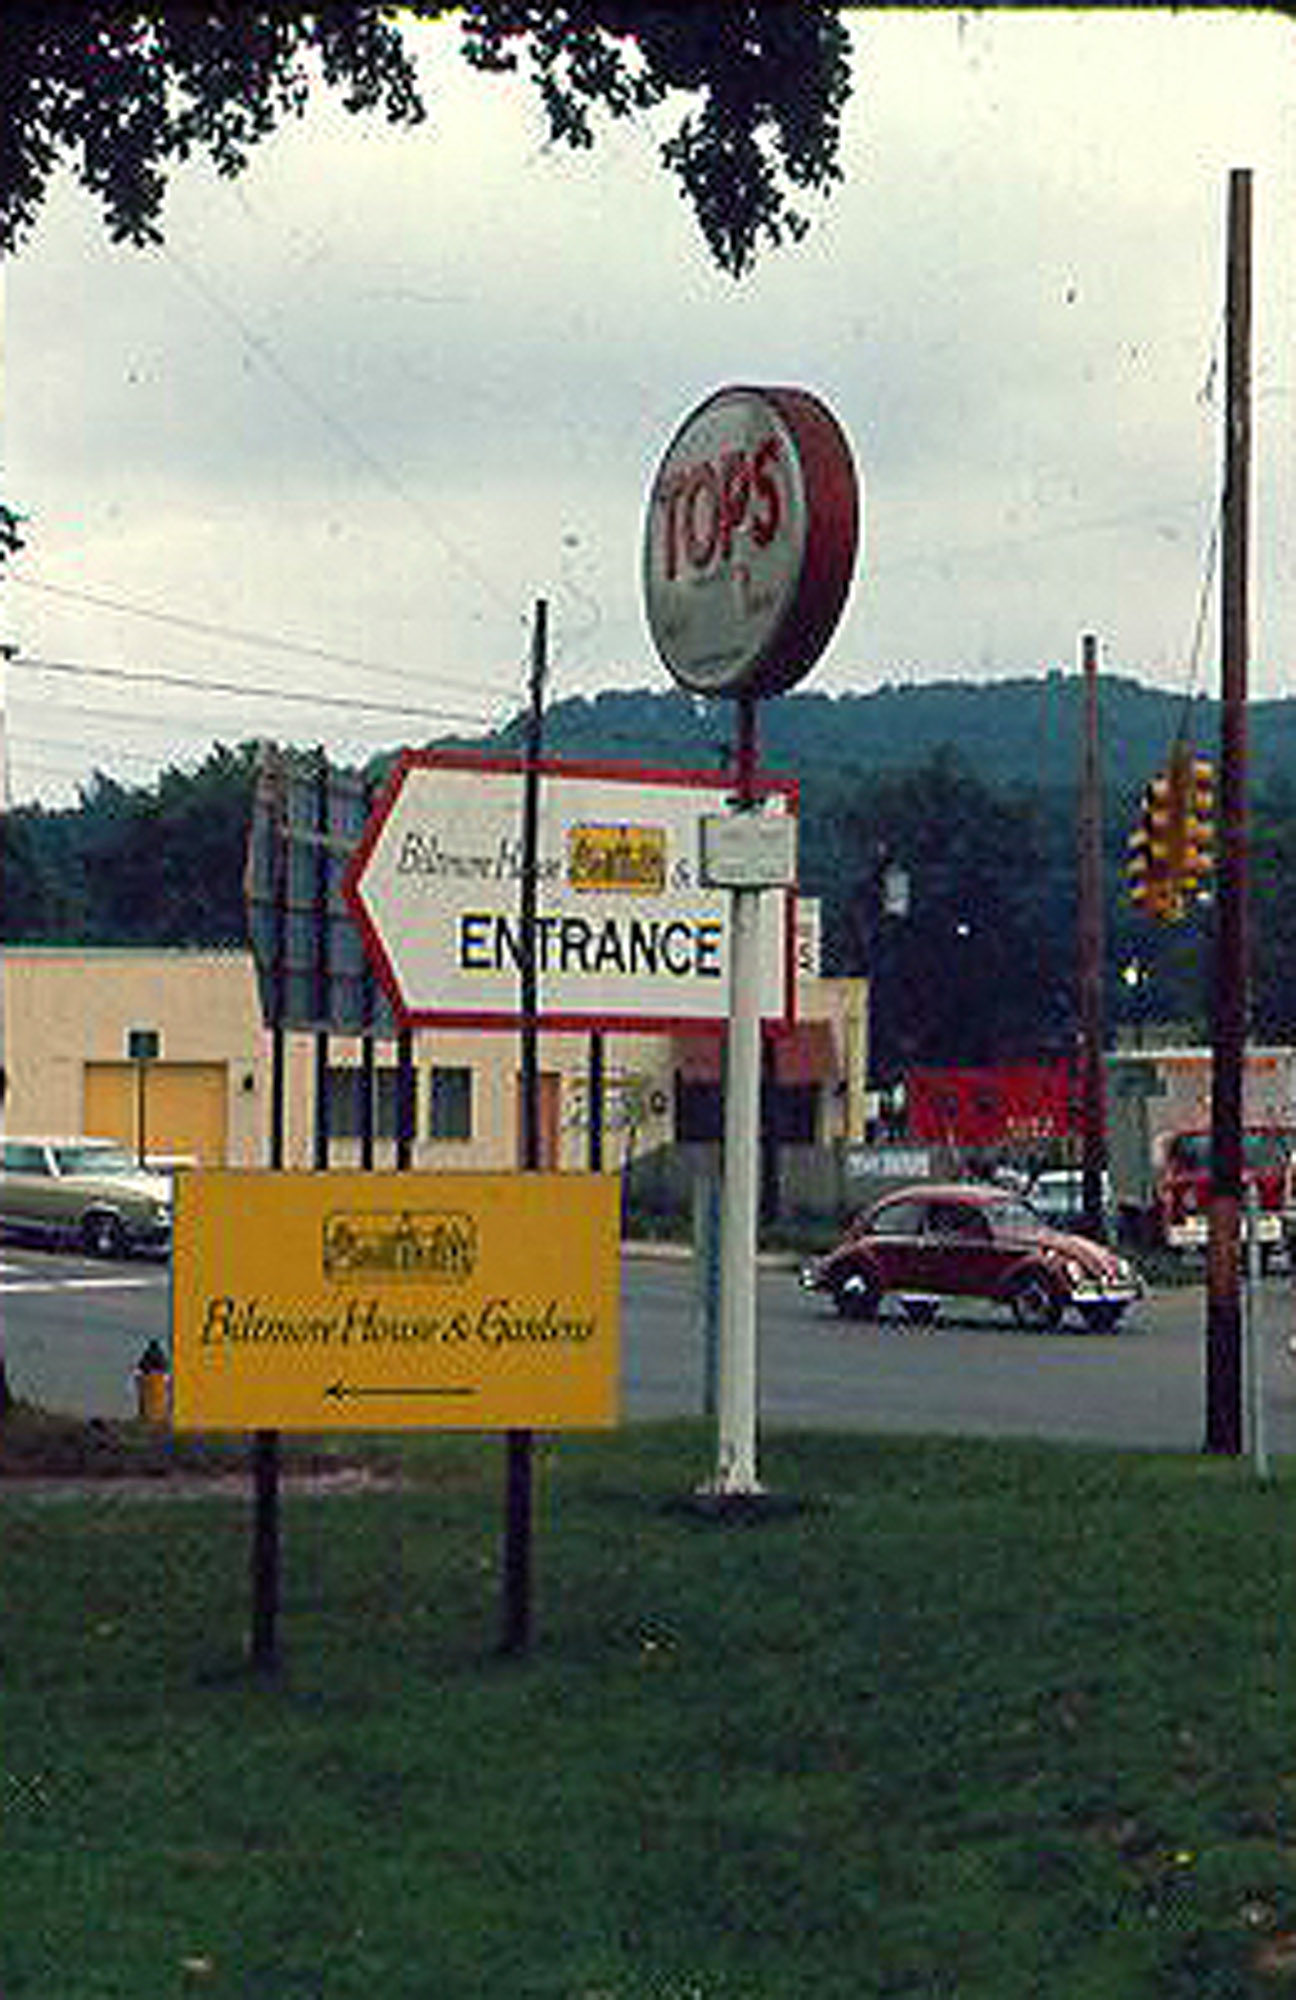 TOPS
Biltmore House &
ENTRANCE
Biltmore House & Gardens